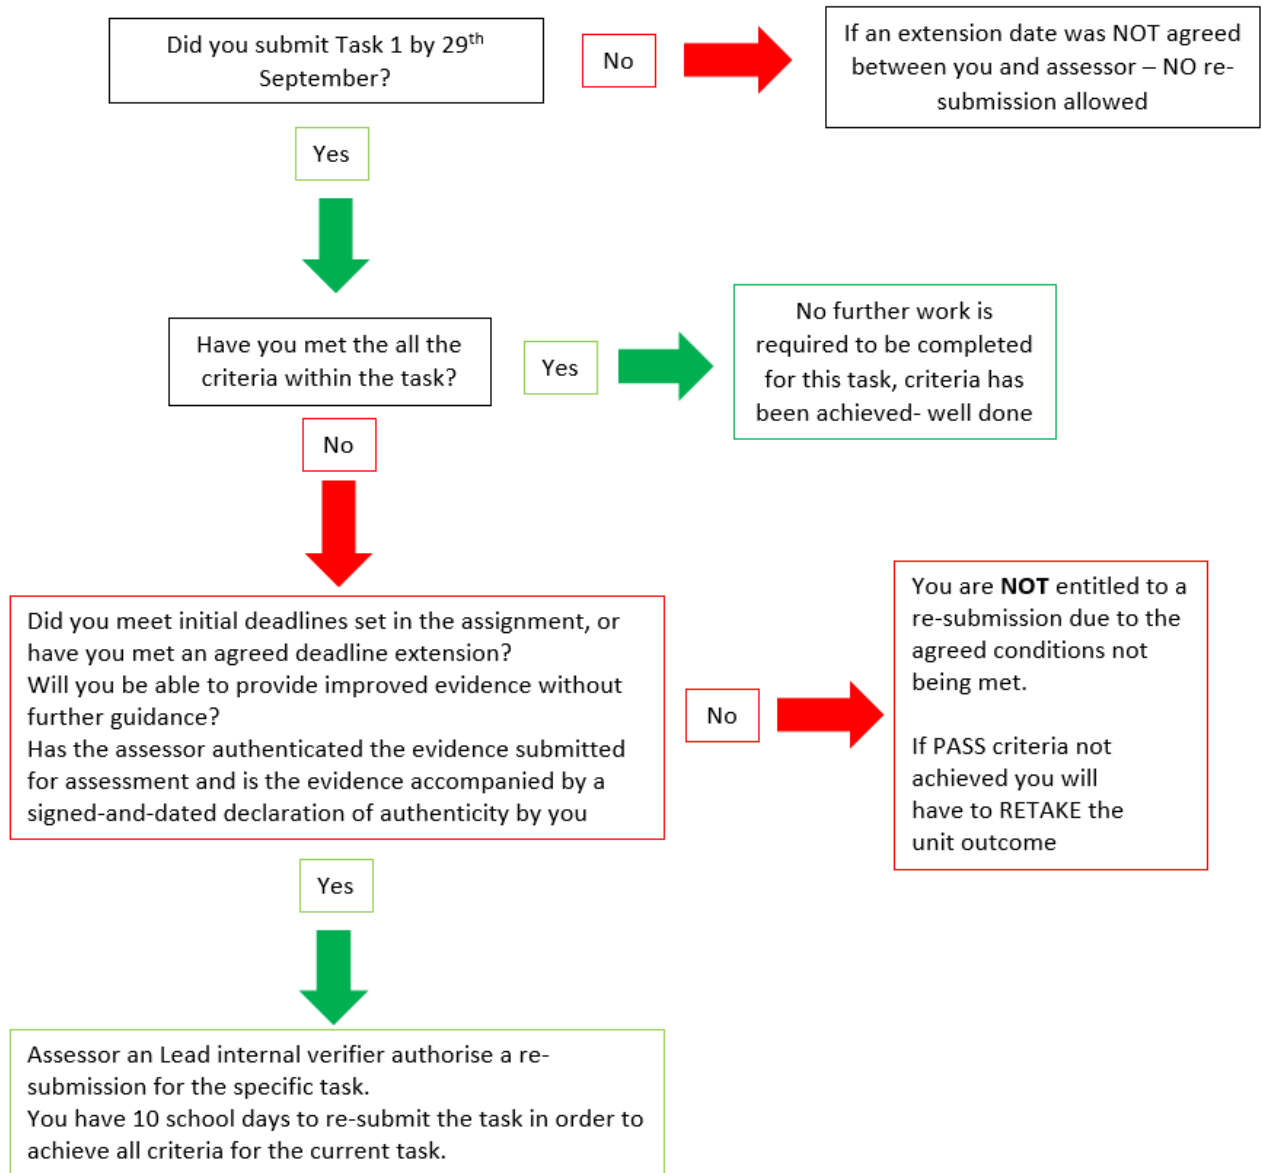 Did you submit Task 1 by 29th
September?
No
If an extension date was NOT agreed
between you and assessor – NO re-
submission allowed
Yes
Have you met the all the
criteria within the task?
Yes
No further work is
required to be completed
for this task, criteria has
been achieved- well done
No
Did you meet initial deadlines set in the assignment, or
have you met an agreed deadline extension?
Will you be able to provide improved evidence without
further guidance?
Has the assessor authenticated the evidence submitted
for assessment and is the evidence accompanied by a
signed-and-dated declaration of authenticity by you
No
You are NOT entitled to a
re-submission due to the
agreed conditions not
being met.
If PASS criteria not
achieved you will
have to RETAKE the
unit outcome
Yes
Assessor an Lead internal verifier authorise a re-
submission for the specific task.
You have 10 school days to re-submit the task in order to
achieve all criteria for the current task.